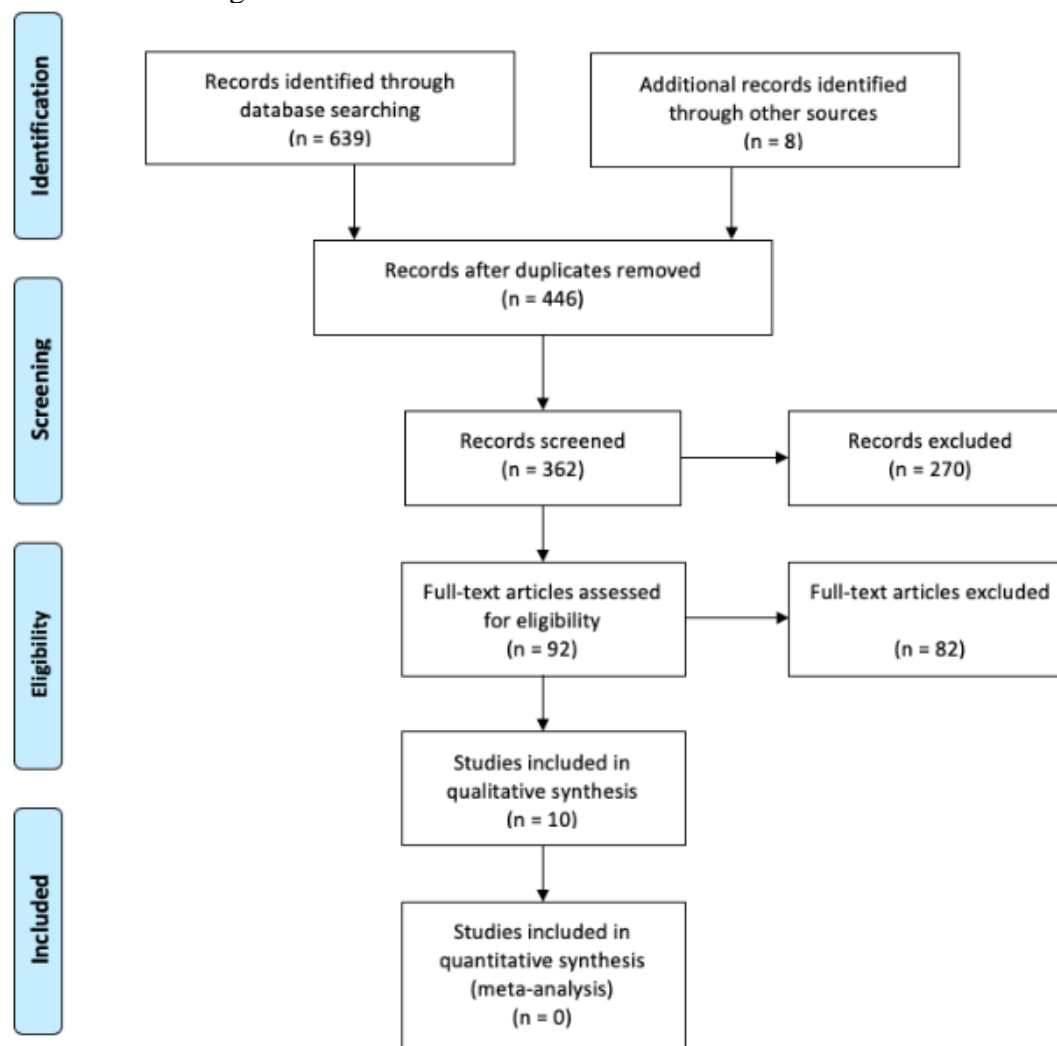 Identification
Records identified through
database searching
(n = 639)
Additional records identified
through other sources
(n = 8)
Records after duplicates removed
(n = 446)
Screening
Records screened
(n = 362)
Records excluded
(n = 270)
Eligibility
Full-text articles assessed
for eligibility
(n = 92)
Full-text articles excluded
(n = 82)
Studies included in
qualitative synthesis
(n = 10)
Included
Studies included in
quantitative synthesis
(meta-analysis)
(n = 0)